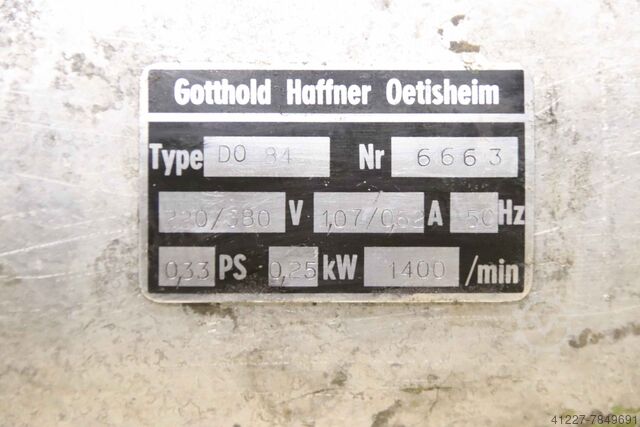 Gotthold Haffner Oetisheim
Type DO 84 Nr 6663
220/380 V 1,07/0,62 A 50 Hz
0,33 PS 0,25 kW 1400 /min
41227-7849691